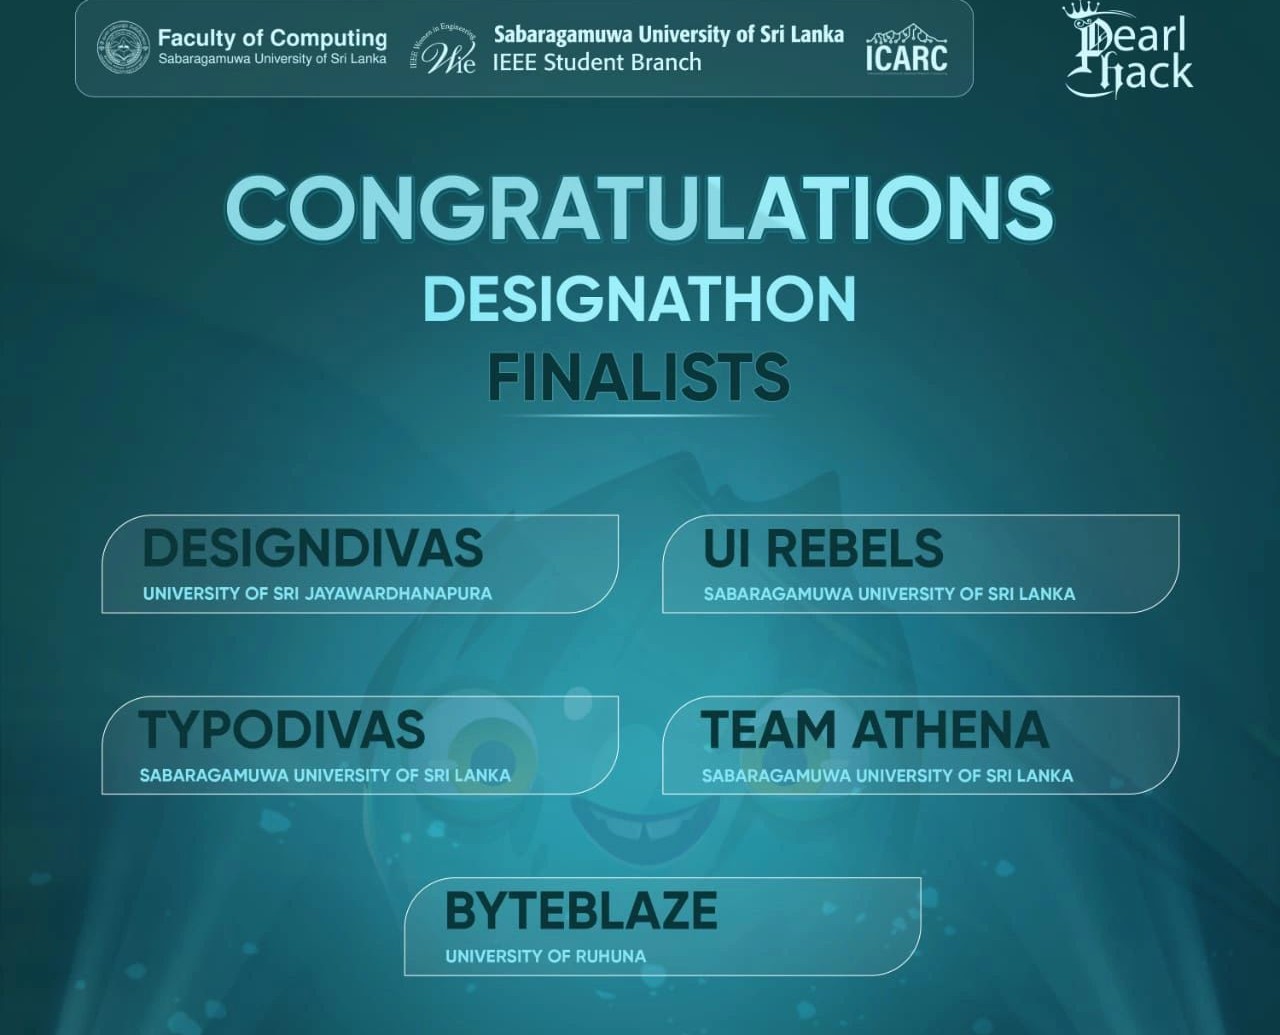 Faculty of Computing
Sabaragamuwa University of Sri Lanka
IEEE Women in Engineering
WIE
Sabaragamuwa University of Sri Lanka
IEEE Student Branch
ICARC
Pearl
Hack
CONGRATULATIONS
DESIGNATHON
FINALISTS
DESIGNDIVAS
UNIVERSITY OF SRI JAYAWARDHANAPURA
UI REBELS
SABARAGAMUWA UNIVERSITY OF SRI LANKA
TYPODIVAS
SABARAGAMUWA UNIVERSITY OF SRI LANKA
TEAM ATHENA
SABARAGAMUWA UNIVERSITY OF SRI LANKA
BYTEBLAZE
UNIVERSITY OF RUHUNA